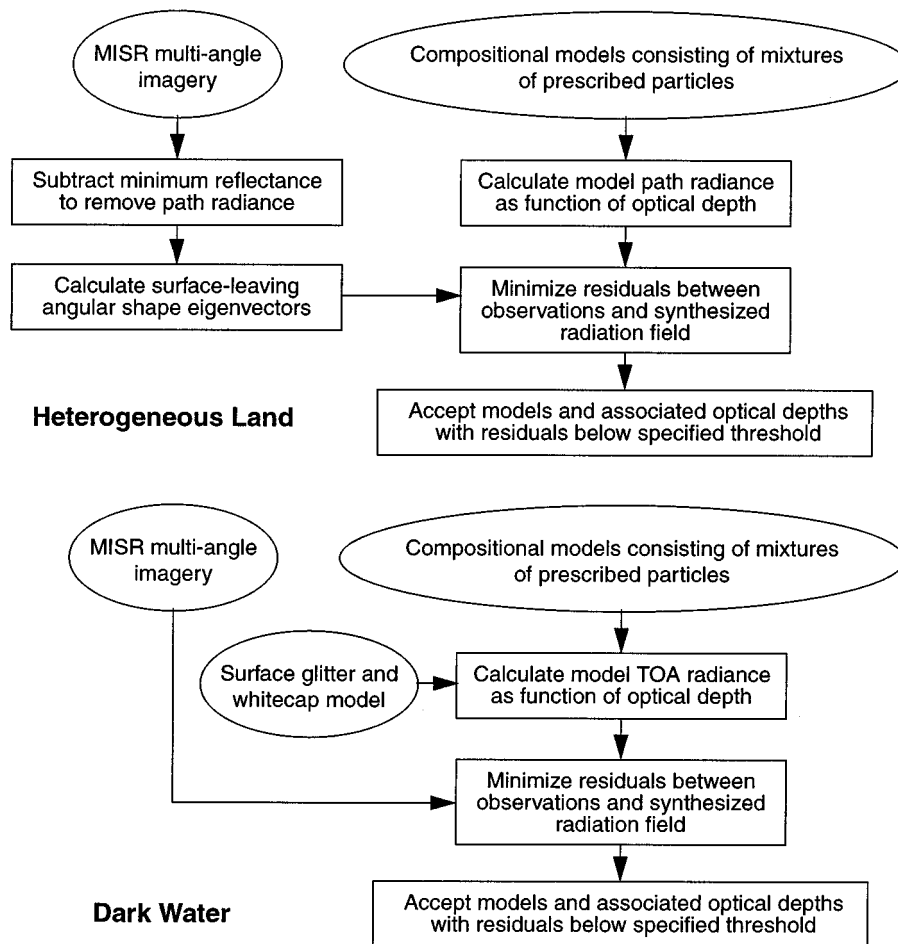 MISR multi-angle
imagery
Compositional models consisting of mixtures
of prescribed particles
Subtract minimum reflectance
to remove path radiance
Calculate model path radiance
as function of optical depth
Calculate surface-leaving
angular shape eigenvectors
Minimize residuals between
observations and synthesized
radiation field
Heterogeneous Land
Accept models and associated optical depths
with residuals below specified threshold
MISR multi-angle
imagery
Compositional models consisting of mixtures
of prescribed particles
Surface glitter and
whitecap model
Calculate model TOA radiance
as function of optical depth
Minimize residuals between
observations and synthesized
radiation field
Dark Water
Accept models and associated optical depths
with residuals below specified threshold